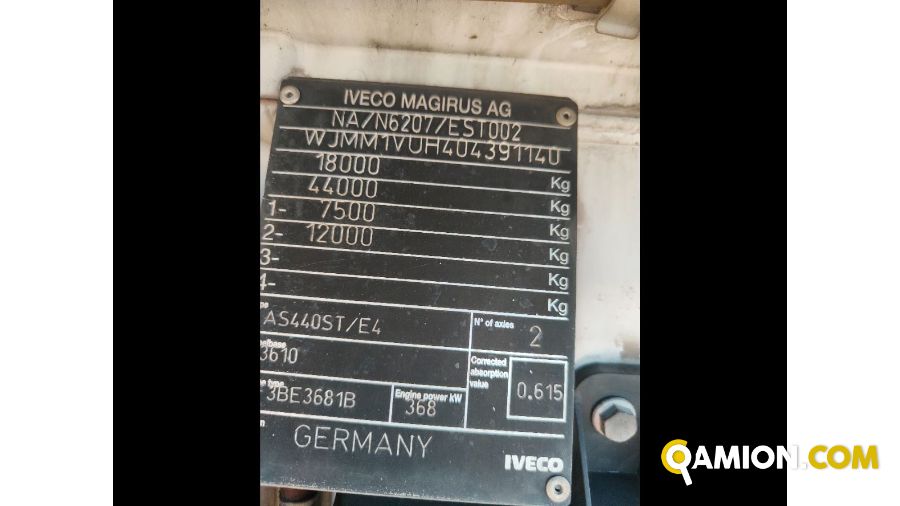 IVECO MAGIRUS AG
NA/N6207/EST002
WJMM1VUH404391140
18000 Kg
44000 Kg
1- 7500 Kg
2- 12000 Kg
3- Kg
4- Kg
AS440ST/E4
N° of axles 2
3610
Corrected absorption value 0.615
3BE3681B
Engine power kW 368
GERMANY
IVECO
QAMION.COM